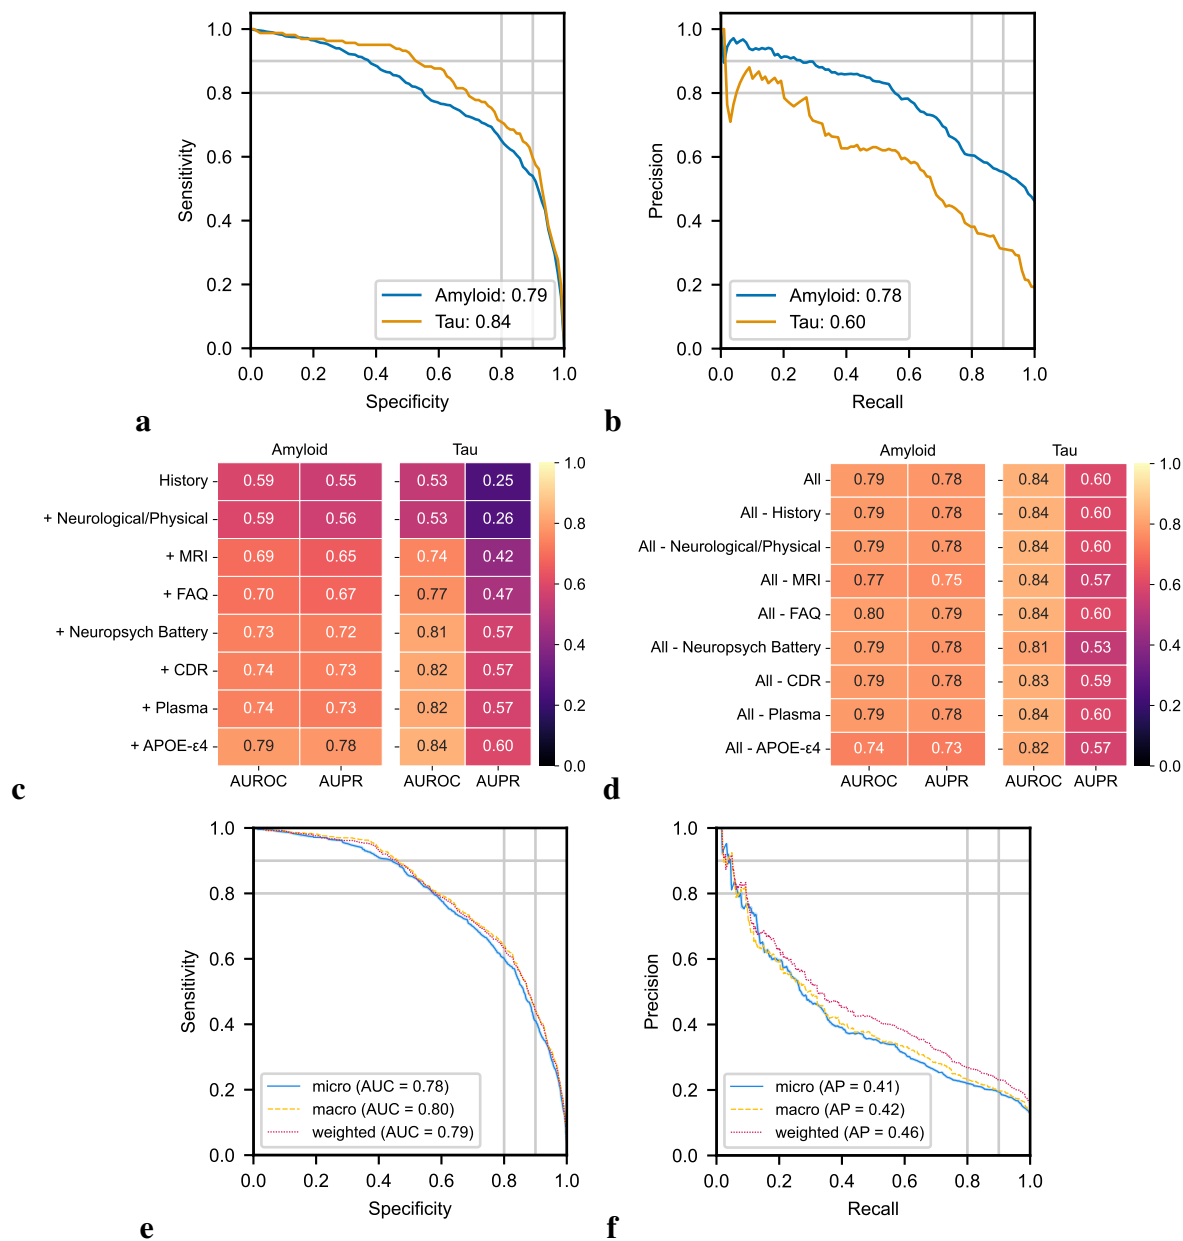 1.0
0.8
0.6
0.4
0.2
0.0
Sensitivity
Amyloid: 0.79
Tau: 0.84
0.0 0.2 0.4 0.6 0.8 1.0
Specificity
a
1.0
0.8
0.6
0.4
0.2
0.0
Precision
Amyloid: 0.78
Tau: 0.60
0.0 0.2 0.4 0.6 0.8 1.0
Recall
b
Amyloid Tau
History 0.59 0.55 0.53 0.25
+ Neurological/Physical 0.59 0.56 0.53 0.26
+ MRI 0.69 0.65 0.74 0.42
+ FAQ 0.70 0.67 0.77 0.47
+ Neuropsych Battery 0.73 0.72 0.81 0.57
+ CDR 0.74 0.73 0.82 0.57
+ Plasma 0.74 0.73 0.82 0.57
+ APOE-ε4 0.79 0.78 0.84 0.60
AUROC AUPR AUROC AUPR
1.0
0.8
0.6
0.4
0.2
0.0
c
Amyloid Tau
All 0.79 0.78 0.84 0.60
All - History 0.79 0.78 0.84 0.60
All - Neurological/Physical 0.79 0.78 0.84 0.60
All - MRI 0.77 0.75 0.84 0.57
All - FAQ 0.80 0.79 0.84 0.60
All - Neuropsych Battery 0.79 0.78 0.81 0.53
All - CDR 0.79 0.78 0.83 0.59
All - Plasma 0.79 0.78 0.84 0.60
All - APOE-ε4 0.74 0.73 0.82 0.57
AUROC AUPR AUROC AUPR
1.0
0.8
0.6
0.4
0.2
0.0
d
1.0
0.8
0.6
0.4
0.2
0.0
Sensitivity
micro (AUC = 0.78)
macro (AUC = 0.80)
weighted (AUC = 0.79)
0.0 0.2 0.4 0.6 0.8 1.0
Specificity
e
1.0
0.8
0.6
0.4
0.2
0.0
Precision
micro (AP = 0.41)
macro (AP = 0.42)
weighted (AP = 0.46)
0.0 0.2 0.4 0.6 0.8 1.0
Recall
f